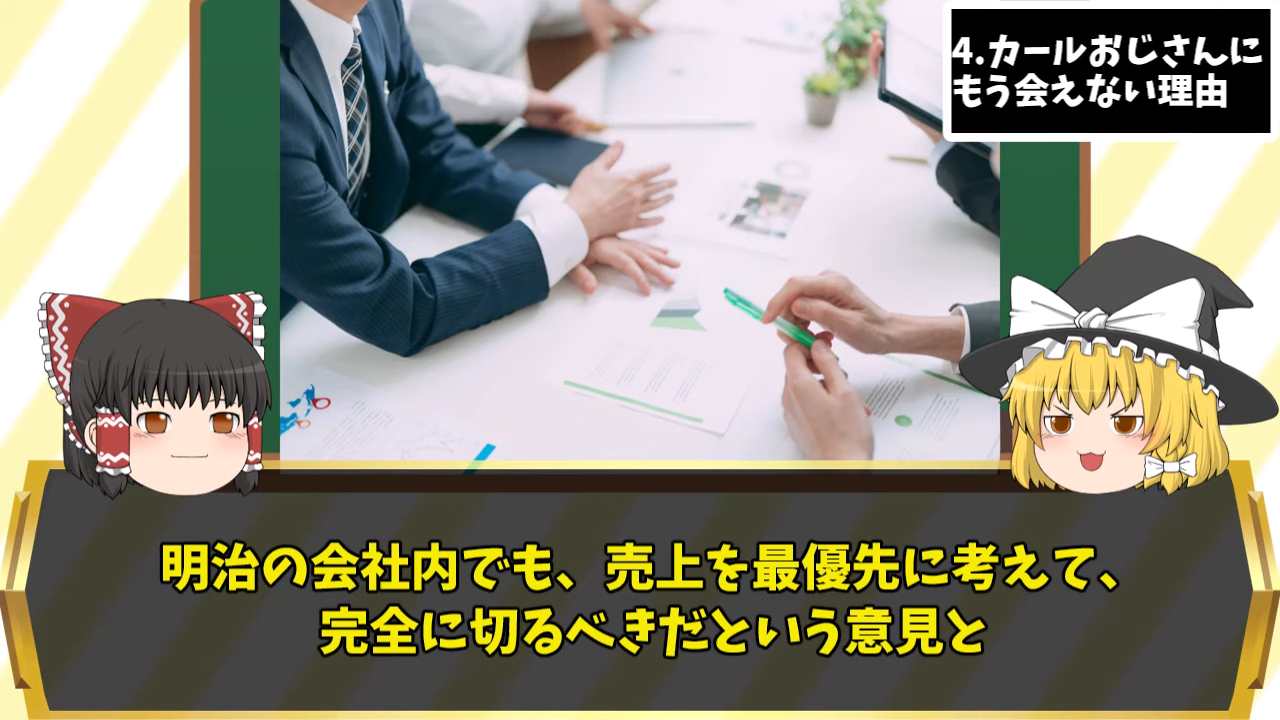 4.カールおじさんに
もう会えない理由
明治の会社内でも、売上を最優先に考えて、
完全に切るべきだという意見と